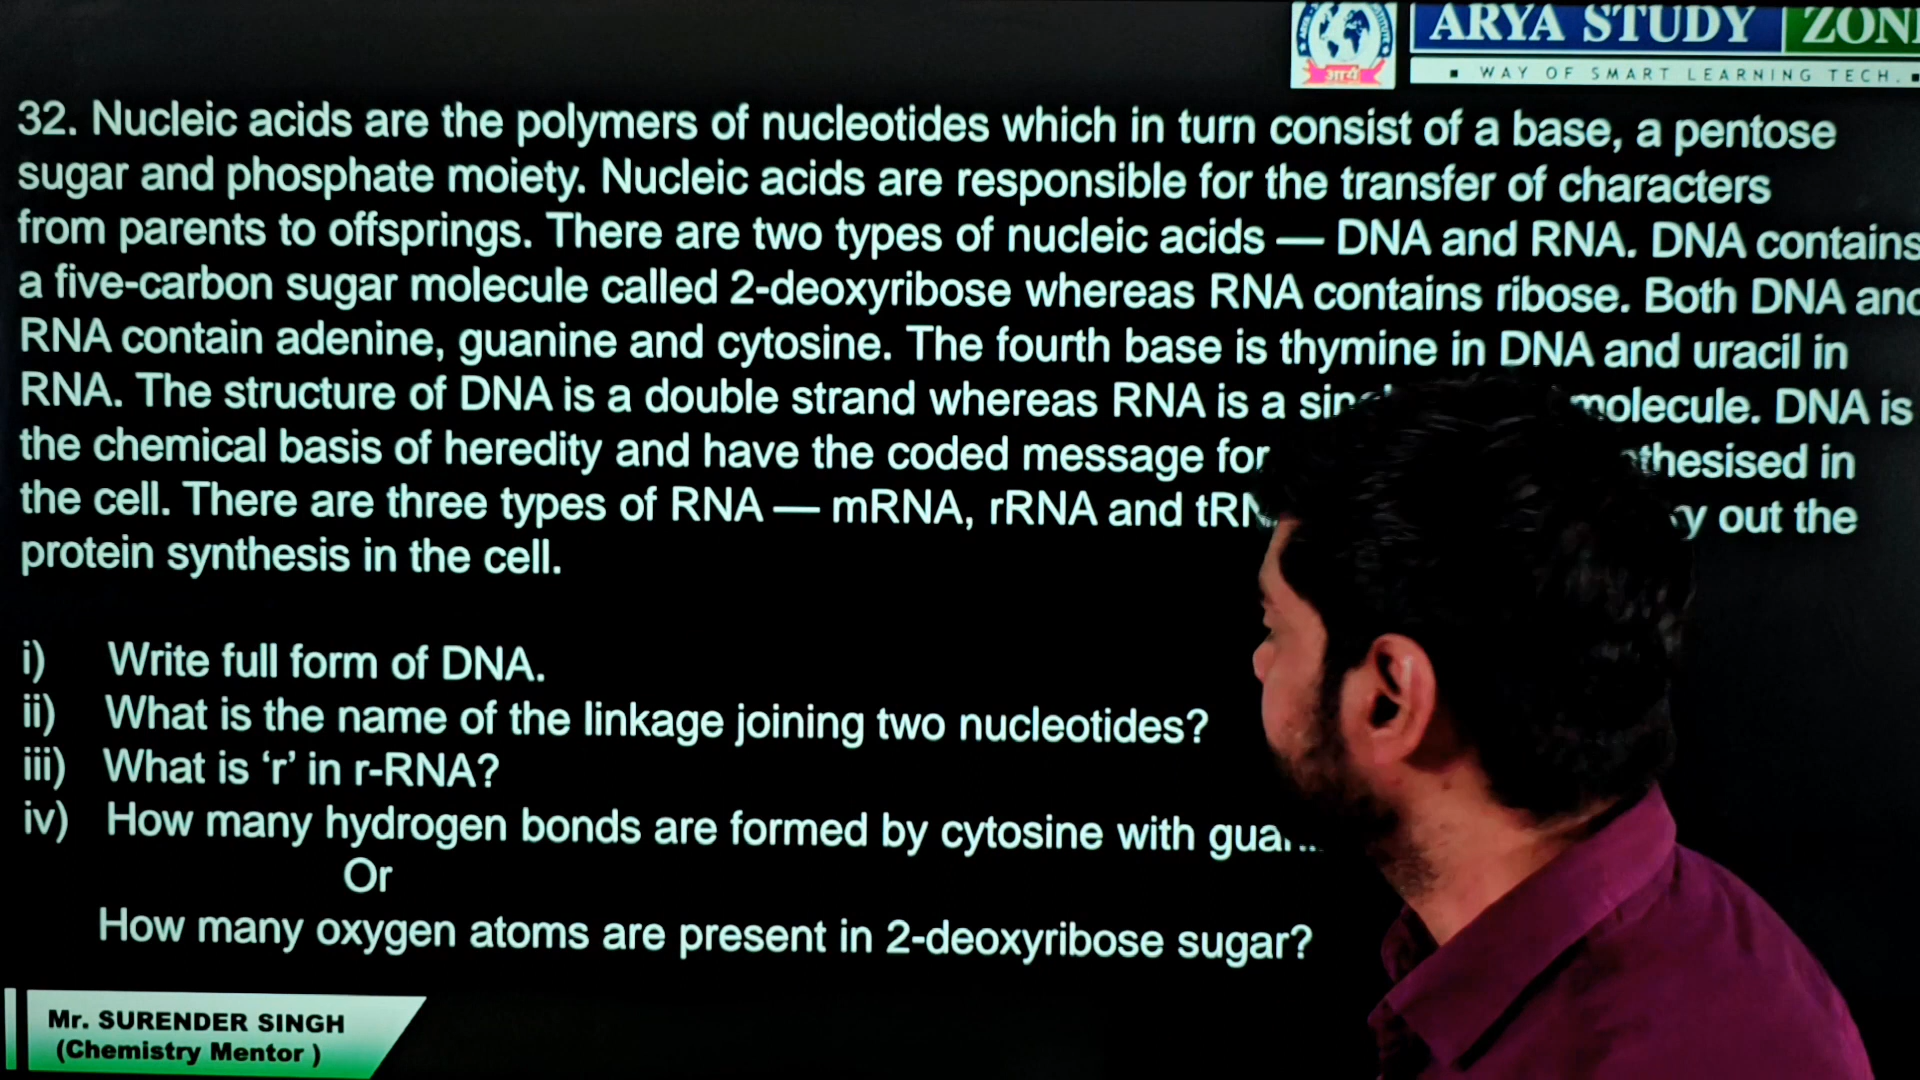 ARYA STUDY
WAY OF SMART LEARNING TECH.
आर्य
32. Nucleic acids are the polymers of nucleotides which in turn consist of a base, a pentose
sugar and phosphate moiety. Nucleic acids are responsible for the transfer of characters
from parents to offsprings. There are two types of nucleic acids — DNA and RNA. DNA contains
a five-carbon sugar molecule called 2-deoxyribose whereas RNA contains ribose. Both DNA
RNA contain adenine, guanine and cytosine. The fourth base is thymine in DNA and uracil in
RNA. The structure of DNA is a double strand whereas RNA is a molecule. DNA is
the chemical basis of heredity and have the coded message for in
the cell. There are three types of RNA — mRNA, rRNA and out the
protein synthesis in the cell.
i) Write full form of DNA.
ii) What is the name of the linkage joining two nucleotides?
iii) What is ‘r’ in r-RNA?
iv) How many hydrogen bonds are formed by cytosine with
Or
How many oxygen atoms are present in 2-deoxyribose sugar?
Mr. SURENDER SINGH
(Chemistry Mentor )